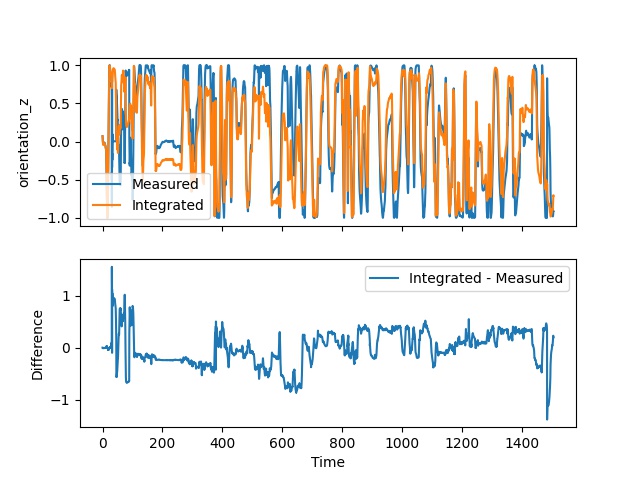 1.0
0.5
0.0
−0.5
−1.0
orientation_z
Measured
Integrated
1
0
−1
Difference
Integrated - Measured
0 200 400 600 800 1000 1200 1400
Time